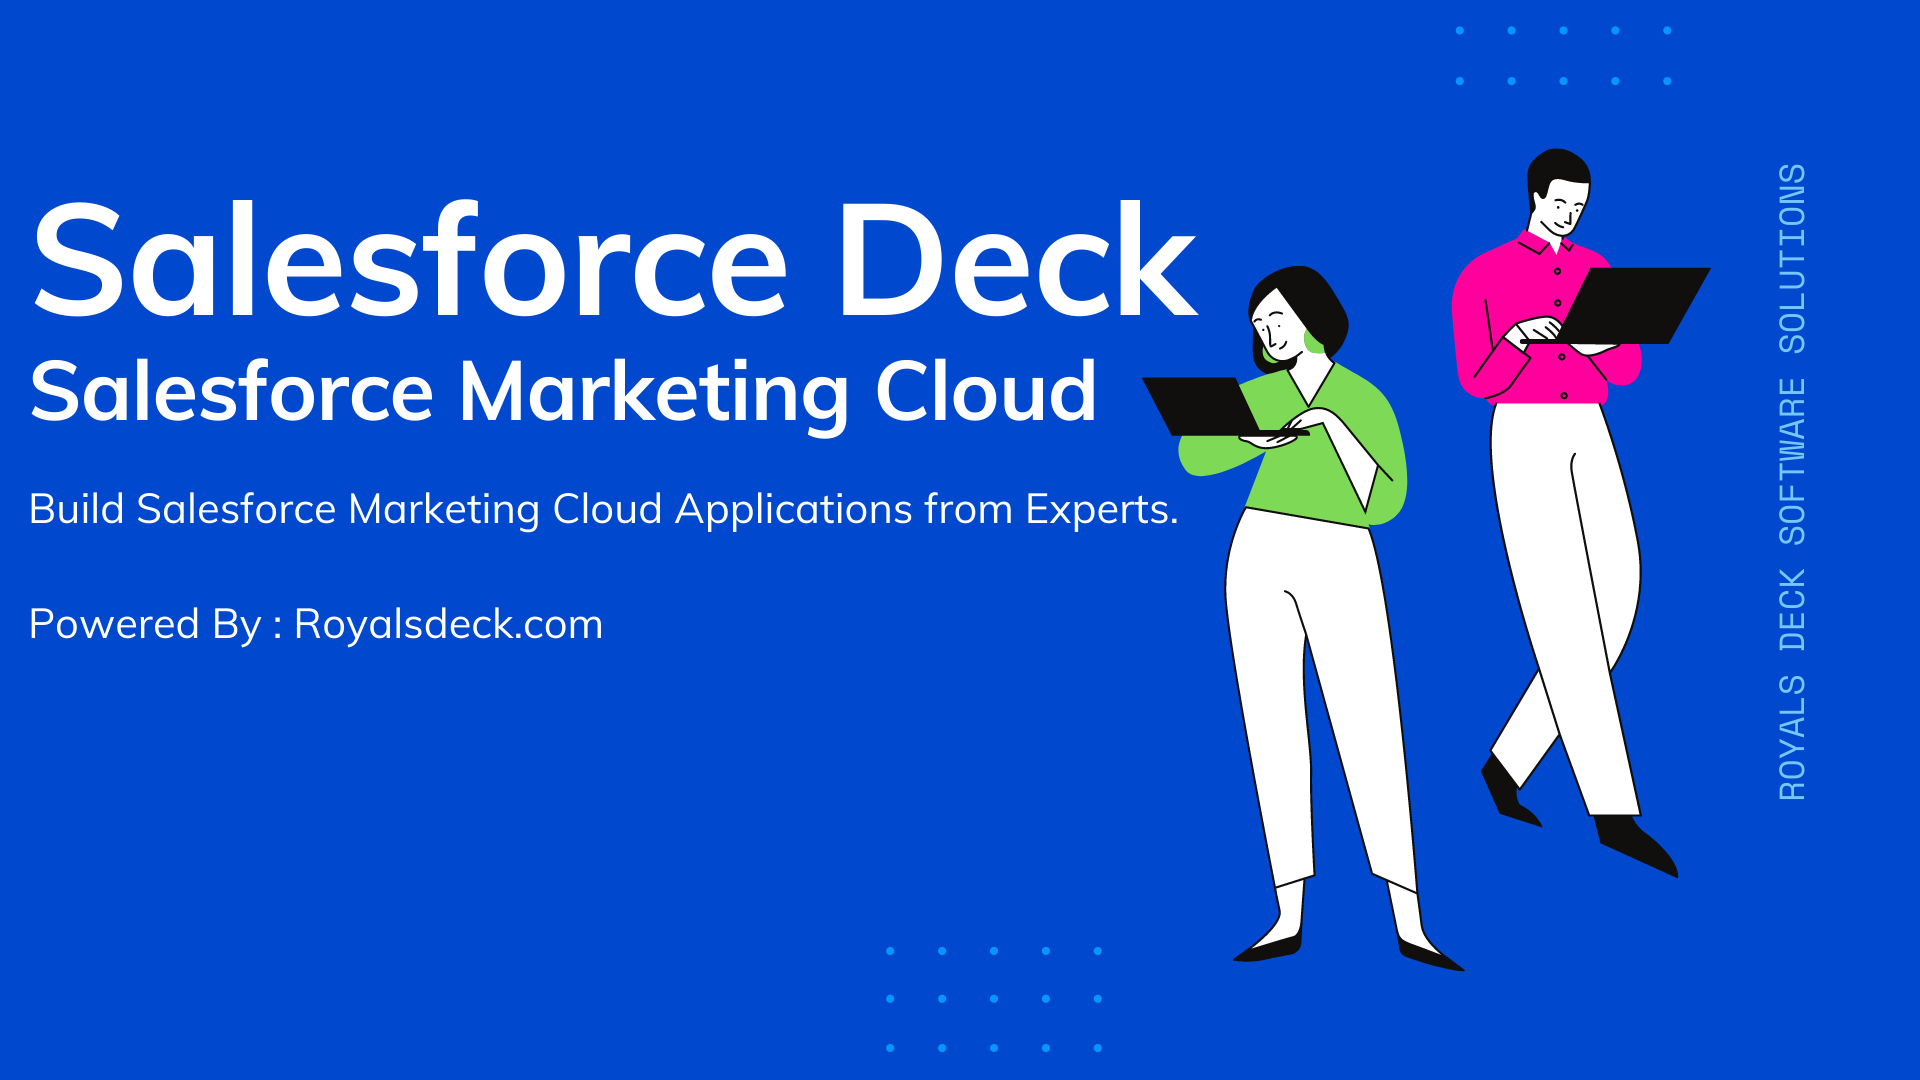 Salesforce Deck
Salesforce Marketing Cloud
Build Salesforce Marketing Cloud Applications from Experts.
Powered By : Royalsdeck.com
ROYALS DECK SOFTWARE SOLUTIONS